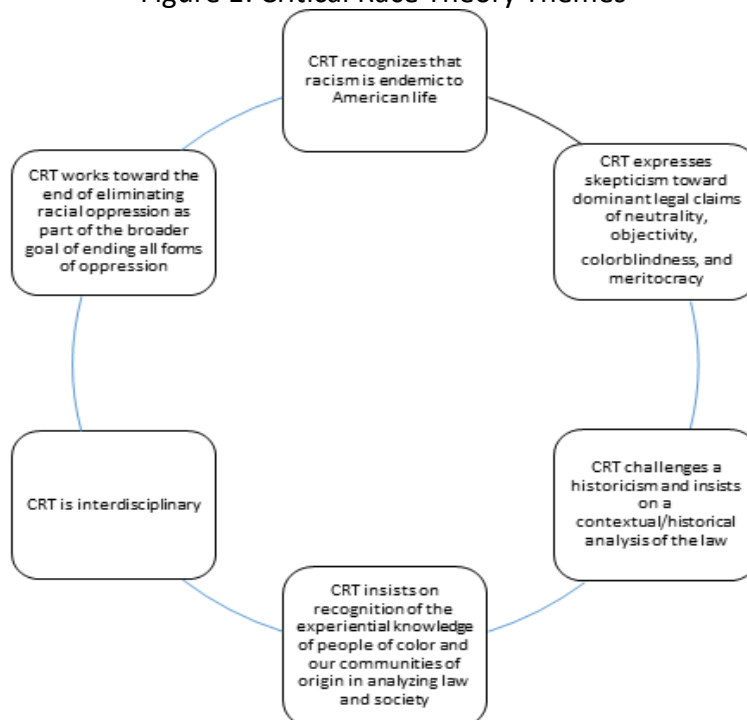 Figure 1: Critical Race Theory Themes
CRT recognizes that
racism is endemic to
American life
CRT expresses
skepticism toward
dominant legal claims
of neutrality,
objectivity,
colorblindness, and
meritocracy
CRT challenges a
historicism and insists
on a
contextual/historical
analysis of the law
CRT insists on
recognition of the
experiential knowledge
of people of color and
our communities of
origin in analyzing law
and society
CRT is interdisciplinary
CRT works toward the
end of eliminating
racial oppression as
part of the broader
goal of ending all forms
of oppression